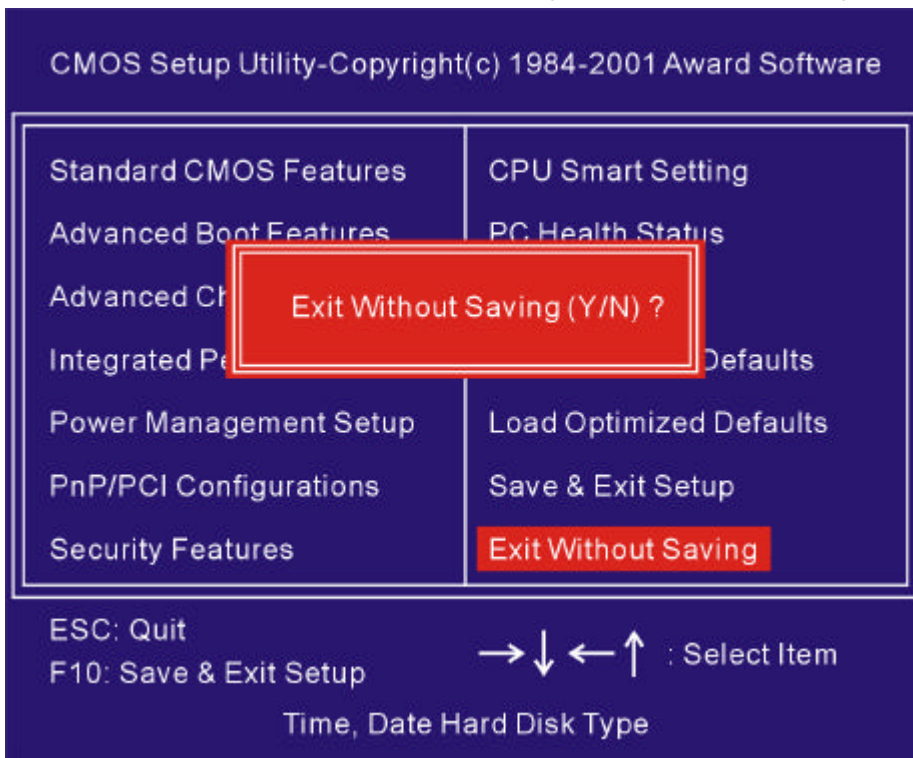 CMOS Setup Utility-Copyright(c) 1984-2001 Award Software
Standard CMOS Features
CPU Smart Setting
Advanced Boot Features
PC Health Status
Advanced
Exit Without Saving (Y/N) ?
Integrated
Defaults
Power Management Setup
Load Optimized Defaults
PnP/PCI Configurations
Save & Exit Setup
Security Features
Exit Without Saving
ESC: Quit
→↓ ←↑ : Select Item
F10: Save & Exit Setup
Time, Date Hard Disk Type